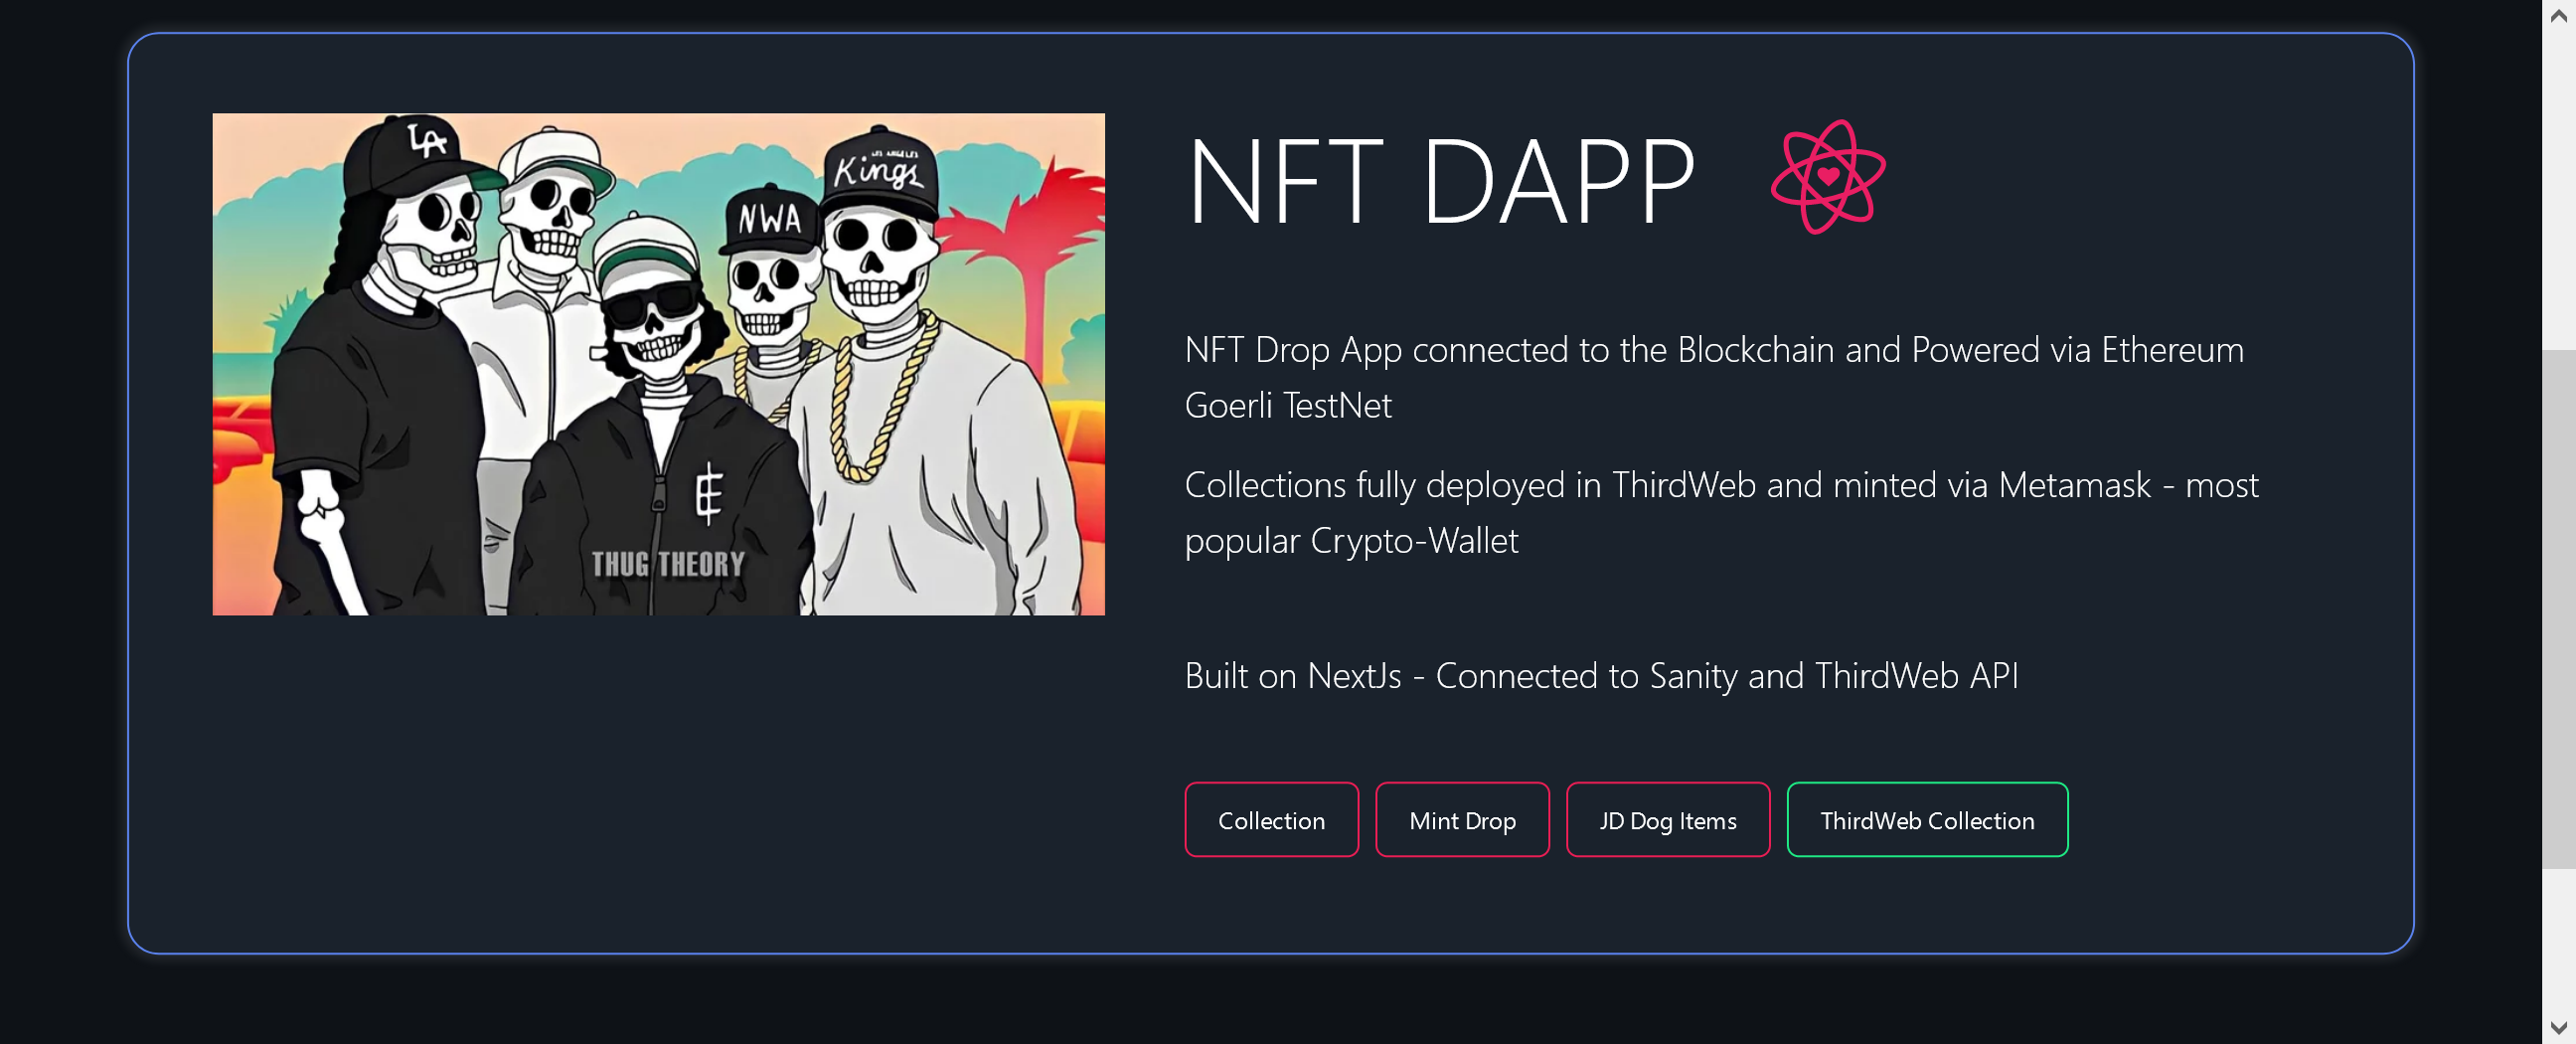 LA
LOS ANGELES
Kings
NWA
THUG THEORY
NFT DAPP
NFT Drop App connected to the Blockchain and Powered via Ethereum
Goerli TestNet
Collections fully deployed in ThirdWeb and minted via Metamask - most
popular Crypto-Wallet
Built on NextJs - Connected to Sanity and ThirdWeb API
Collection
Mint Drop
JD Dog Items
ThirdWeb Collection